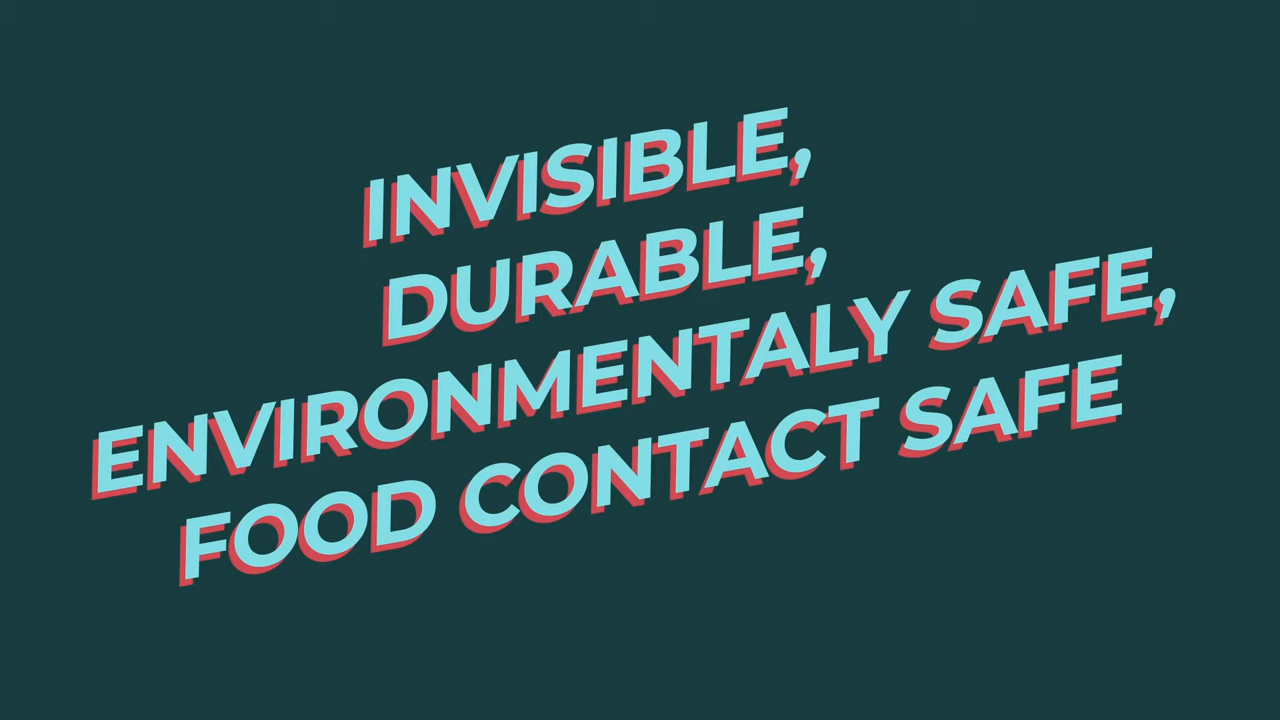 INVISIBLE,
DURABLE,
ENVIRONMENTALY SAFE,
FOOD CONTACT SAFE